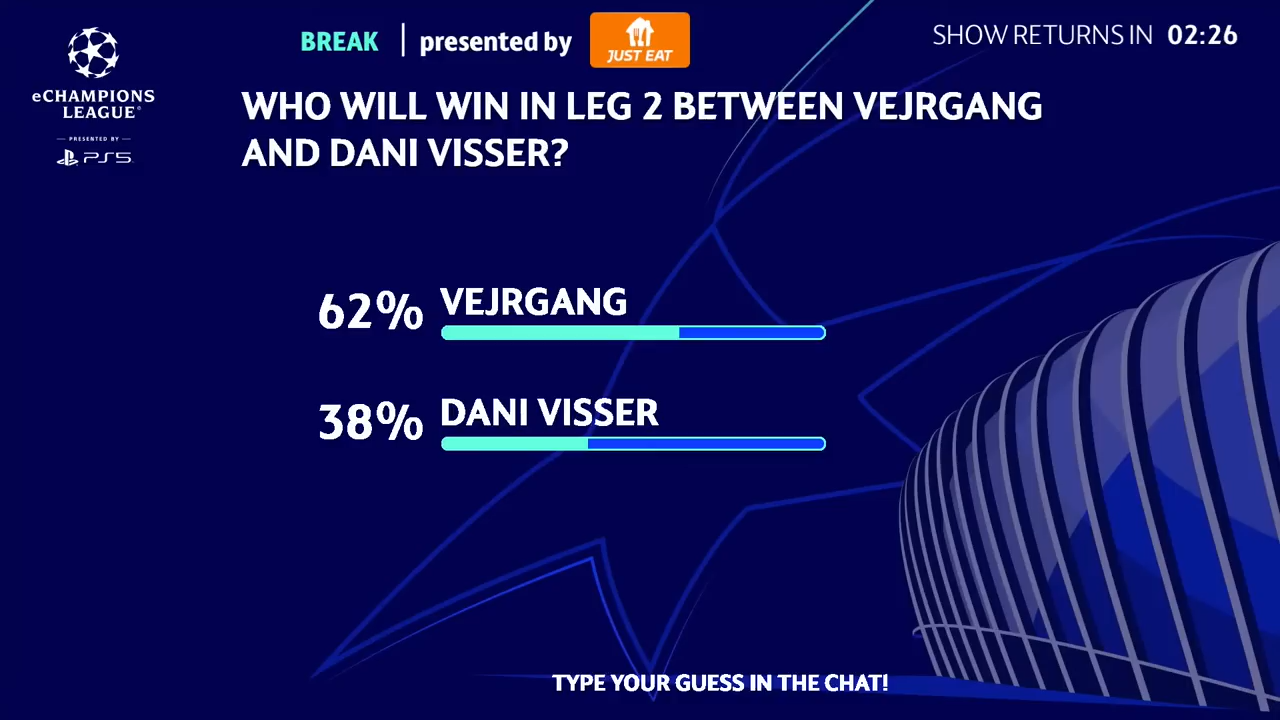 BREAK | presented by
JUST EAT
SHOW RETURNS IN 02:26
eCHAMPIONS
LEAGUE®
PRESENTED BY
PS5
WHO WILL WIN IN LEG 2 BETWEEN VEJRGANG
AND DANI VISSER?
62% VEJRGANG
38% DANI VISSER
TYPE YOUR GUESS IN THE CHAT!